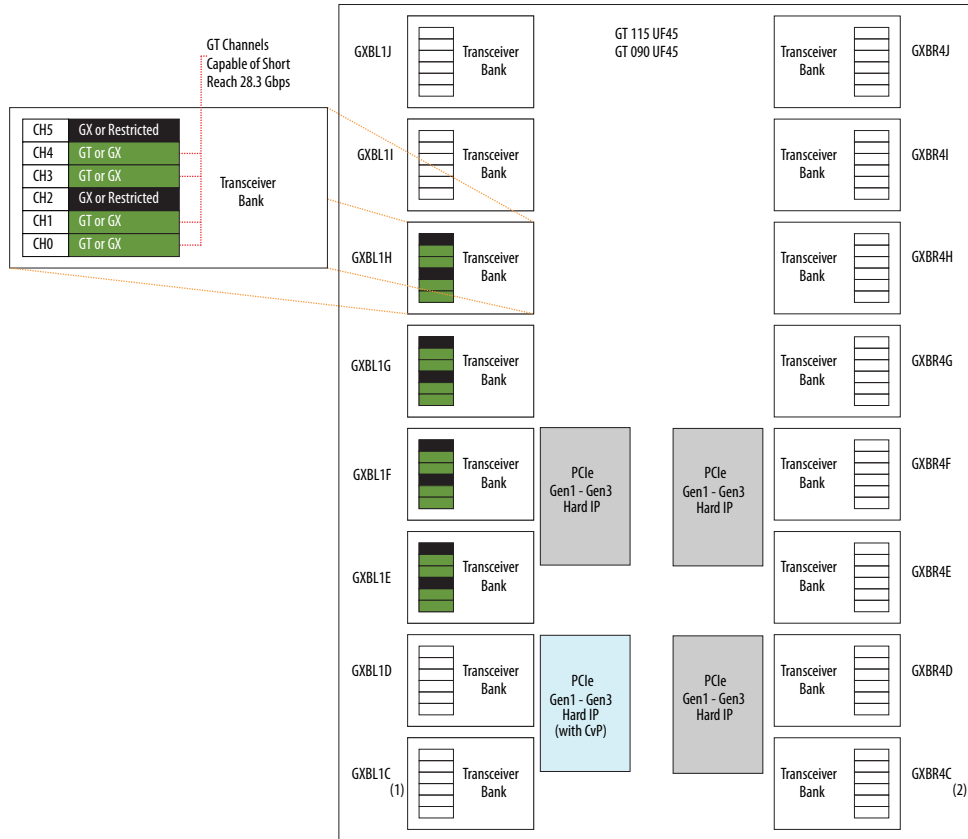 GT Channels
Capable of Short
Reach 28.3 Gbps
CH5 GX or Restricted
CH4 GT or GX
CH3 GT or GX
CH2 GX or Restricted
CH1 GT or GX
CH0 GT or GX
Transceiver
Bank
GT 115 UF45
GT 090 UF45
GXBL1J
Transceiver
Bank
Transceiver
Bank
GXBR4J
GXBL1I
Transceiver
Bank
Transceiver
Bank
GXBR4I
GXBL1H
Transceiver
Bank
Transceiver
Bank
GXBR4H
GXBL1G
Transceiver
Bank
Transceiver
Bank
GXBR4G
GXBL1F
Transceiver
Bank
PCIe
Gen1 - Gen3
Hard IP
PCIe
Gen1 - Gen3
Hard IP
Transceiver
Bank
GXBR4F
GXBL1E
Transceiver
Bank
Transceiver
Bank
GXBR4E
GXBL1D
Transceiver
Bank
PCIe
Gen1 - Gen3
Hard IP
(with CvP)
PCIe
Gen1 - Gen3
Hard IP
Transceiver
Bank
GXBR4D
GXBL1C
(1)
Transceiver
Bank
Transceiver
Bank
GXBR4C
(2)